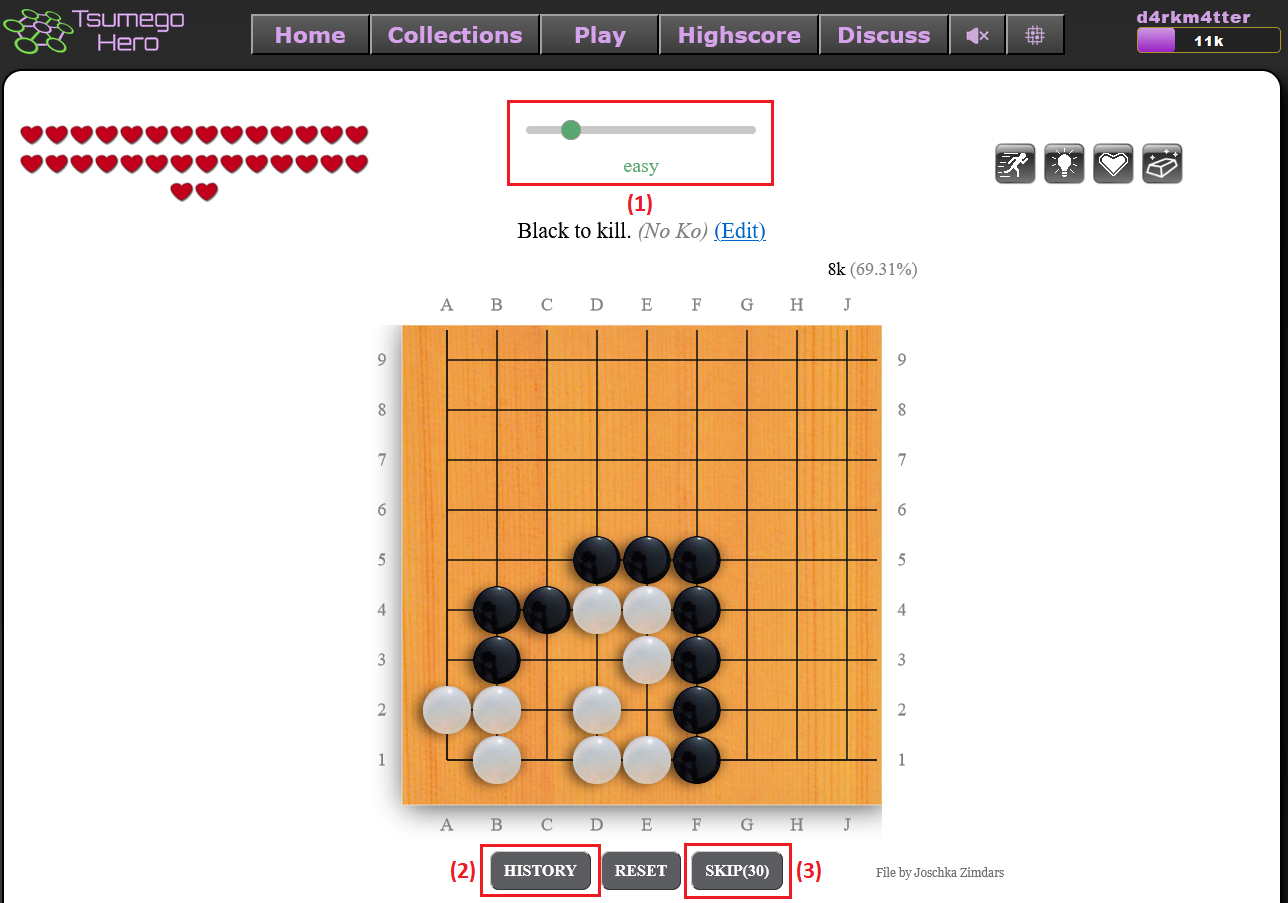 Tsumego
Hero
Home Collections Play Highscore Discuss
d4rkm4tter
11k
easy
(1)
Black to kill. (No Ko) (Edit)
8k (69.31%)
A B C D E F G H J
9 9
8 8
7 7
6 6
5 5
4 4
3 3
2 2
1 1
A B C D E F G H J
(2) HISTORY RESET SKIP(30) (3)
File by Joschka Zimdars